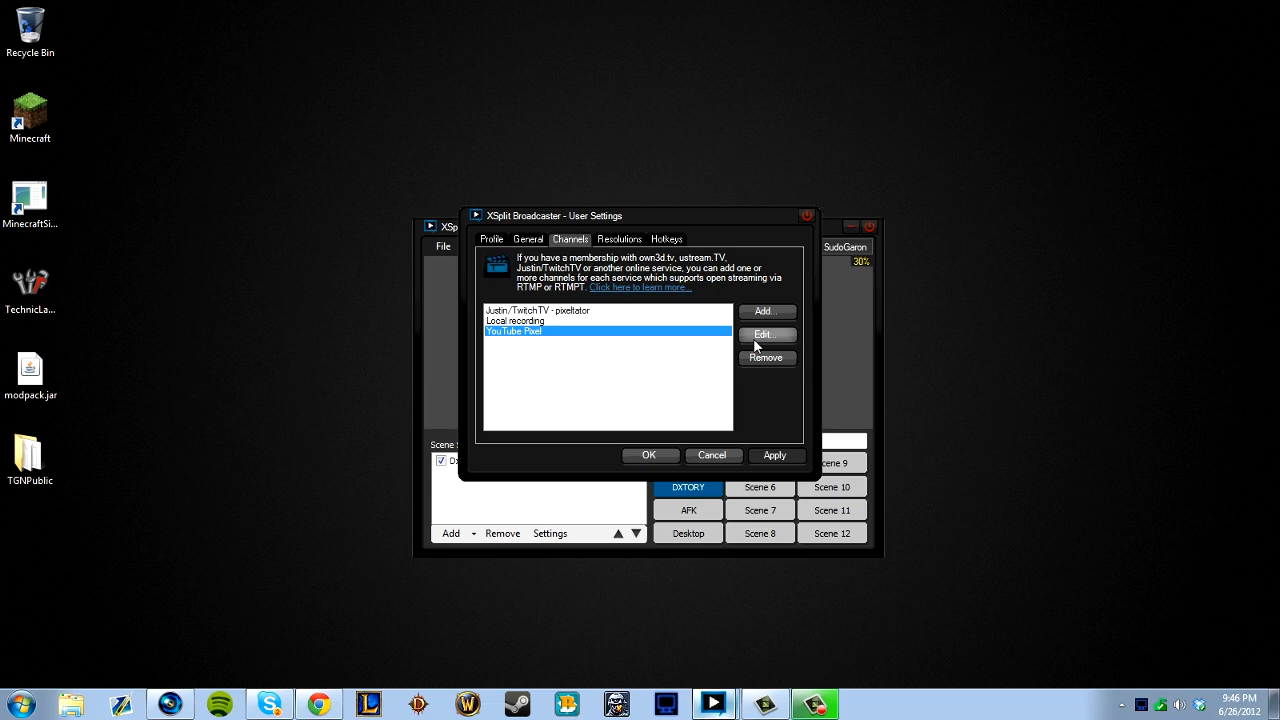 Recycle Bin
Minecraft
MinecraftSi...
TechnicLa...
modpack.jar
TGNPublic
XSp
File
XSplit Broadcaster - User Settings
Profile General Channels Resolutions Hotkeys
If you have a membership with own3d.tv, ustream.TV,
Justin/TwitchTV or another online service, you can add one or
more channels for each service which supports open streaming via
RTMP or RTMPT. Click here to learn more...
Justin/TwitchTV - pixeltator
Local recording
YouTube Pixel
Add...
Edit...
Remove
OK Cancel Apply
SudoGaron
30%
Scene
Add Remove Settings
cene 9
DXTORY Scene 6 Scene 10
AFK Scene 7 Scene 11
Desktop Scene 8 Scene 12
9:46 PM
6/26/2012